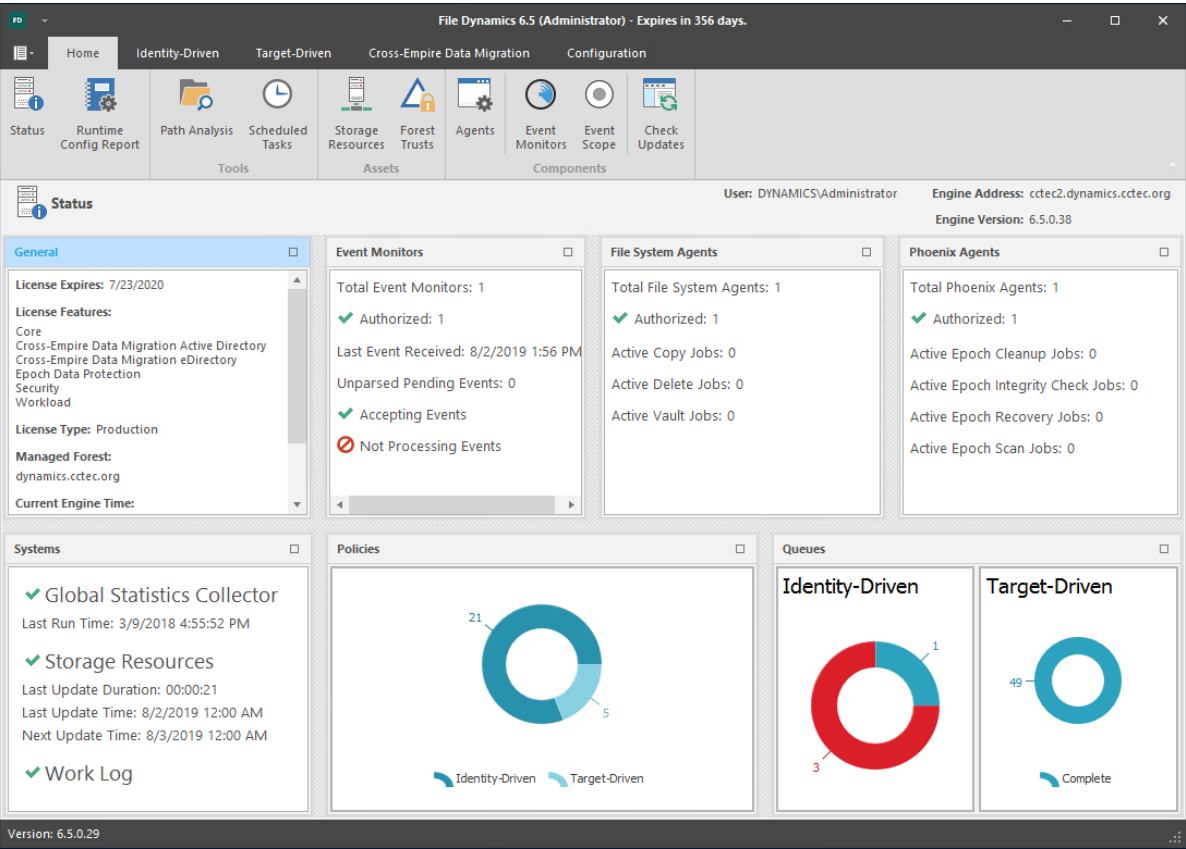 FD
File Dynamics 6.5 (Administrator) - Expires in 356 days.
Home
Identity-Driven
Target-Driven
Cross-Empire Data Migration
Configuration
Status
Runtime
Config Report
Path Analysis
Scheduled
Tasks
Storage
Resources
Forest
Trusts
Agents
Event
Monitors
Event
Scope
Check
Updates
Tools
Assets
Components
Status
User: DYNAMICS\Administrator
Engine Address: cctec2.dynamics.cctec.org
Engine Version: 6.5.0.38
General
License Expires: 7/23/2020
License Features:
Core
Cross-Empire Data Migration Active Directory
Cross-Empire Data Migration eDirectory
Epoch Data Protection
Security
Workload
License Type: Production
Managed Forest:
dynamics.cctec.org
Current Engine Time:
Event Monitors
Total Event Monitors: 1
Authorized: 1
Last Event Received: 8/2/2019 1:56 PM
Unparsed Pending Events: 0
Accepting Events
Not Processing Events
File System Agents
Total File System Agents: 1
Authorized: 1
Active Copy Jobs: 0
Active Delete Jobs: 0
Active Vault Jobs: 0
Phoenix Agents
Total Phoenix Agents: 1
Authorized: 1
Active Epoch Cleanup Jobs: 0
Active Epoch Integrity Check Jobs: 0
Active Epoch Recovery Jobs: 0
Active Epoch Scan Jobs: 0
Systems
Global Statistics Collector
Last Run Time: 3/9/2018 4:55:52 PM
Storage Resources
Last Update Duration: 00:00:21
Last Update Time: 8/2/2019 12:00 AM
Next Update Time: 8/3/2019 12:00 AM
Work Log
Policies
21
5
Identity-Driven
Target-Driven
Queues
Identity-Driven
1
3
Target-Driven
49
Complete
Version: 6.5.0.29